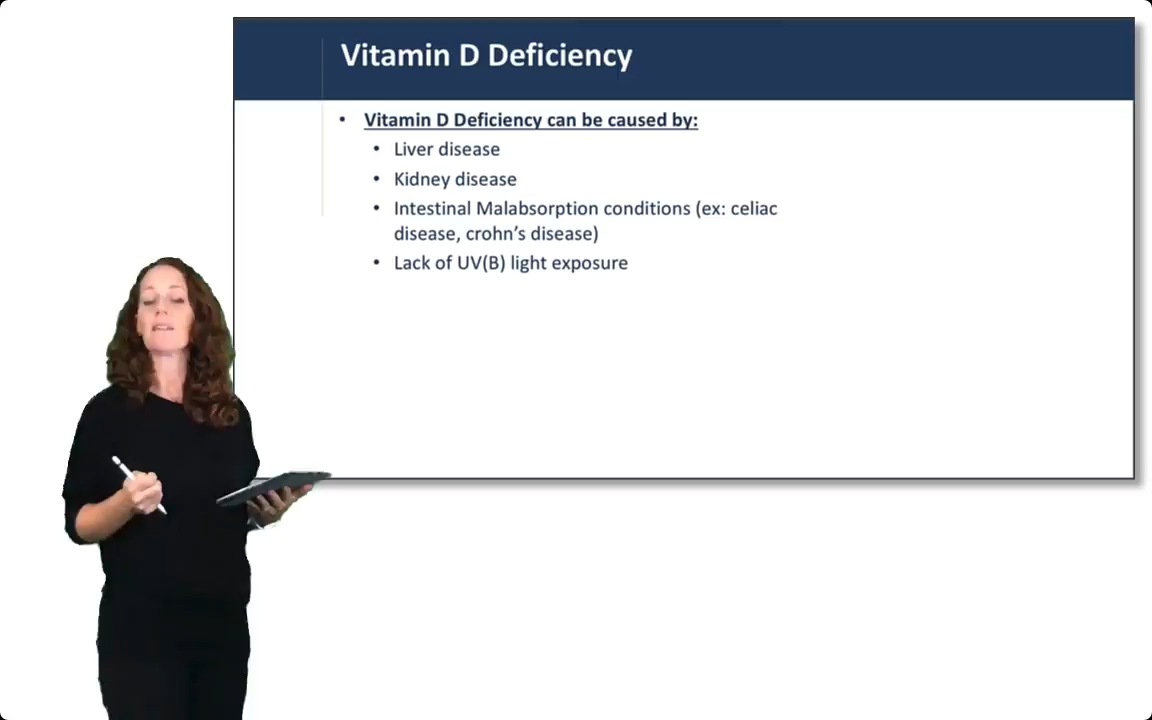 Vitamin D Deficiency
• Vitamin D Deficiency can be caused by:
• Liver disease
• Kidney disease
• Intestinal Malabsorption conditions (ex: celiac
disease, crohn's disease)
• Lack of UV(B) light exposure